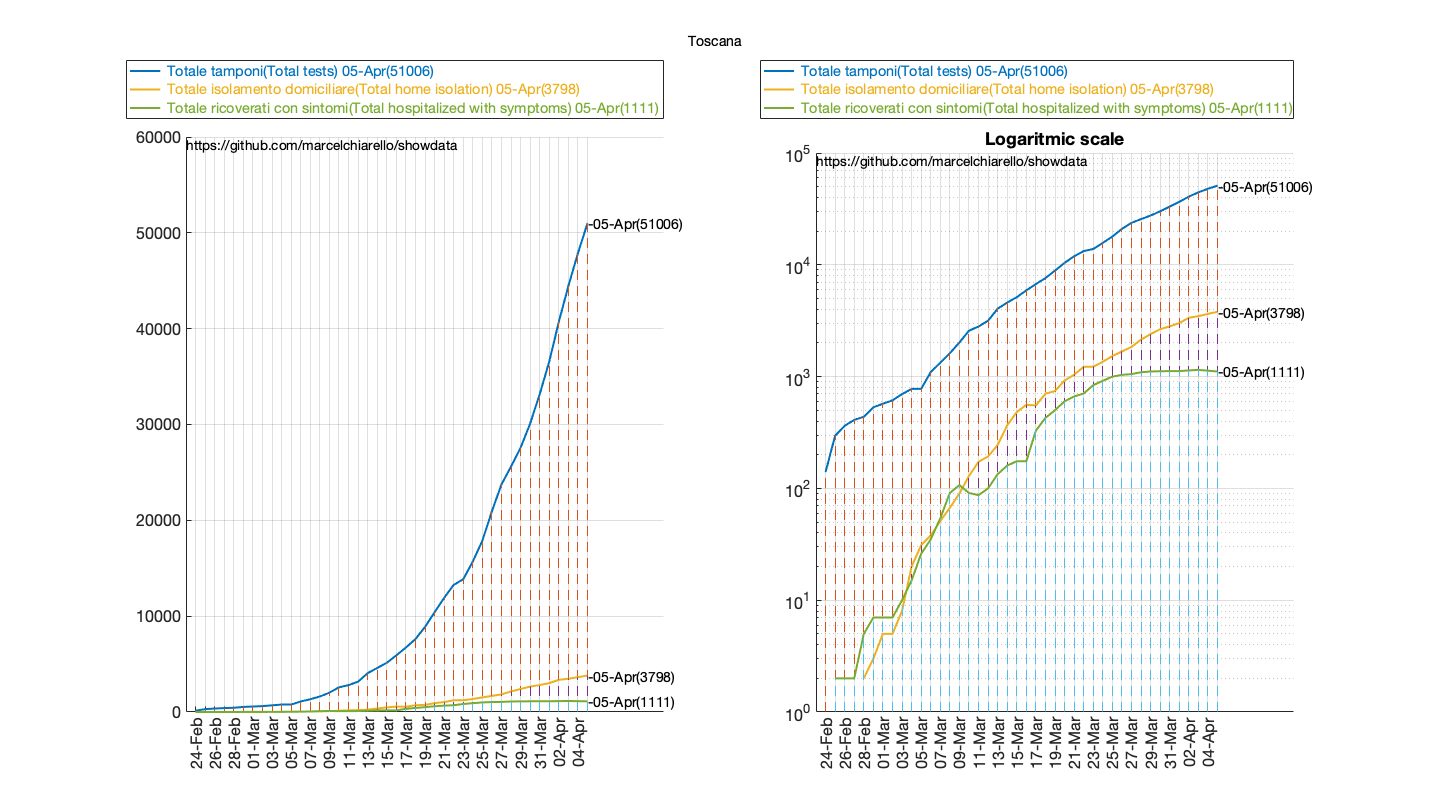 Toscana
Totale tamponi(Total tests) 05-Apr(51006)
Totale isolamento domiciliare(Total home isolation) 05-Apr(3798)
Totale ricoverati con sintomi(Total hospitalized with symptoms) 05-Apr(1111)
60000
50000
40000
30000
20000
10000
0
https://github.com/marcelchiarello/showdata
-05-Apr(51006)
-05-Apr(3798)
-05-Apr(1111)
24-Feb
26-Feb
28-Feb
01-Mar
03-Mar
05-Mar
07-Mar
09-Mar
11-Mar
13-Mar
15-Mar
17-Mar
19-Mar
21-Mar
23-Mar
25-Mar
27-Mar
29-Mar
31-Mar
02-Apr
04-Apr
Totale tamponi(Total tests) 05-Apr(51006)
Totale isolamento domiciliare(Total home isolation) 05-Apr(3798)
Totale ricoverati con sintomi(Total hospitalized with symptoms) 05-Apr(1111)
Logaritmic scale
10^5
10^4
10^3
10^2
10^1
10^0
https://github.com/marcelchiarello/showdata
-05-Apr(51006)
-05-Apr(3798)
-05-Apr(1111)
24-Feb
26-Feb
28-Feb
01-Mar
03-Mar
05-Mar
07-Mar
09-Mar
11-Mar
13-Mar
15-Mar
17-Mar
19-Mar
21-Mar
23-Mar
25-Mar
27-Mar
29-Mar
31-Mar
02-Apr
04-Apr